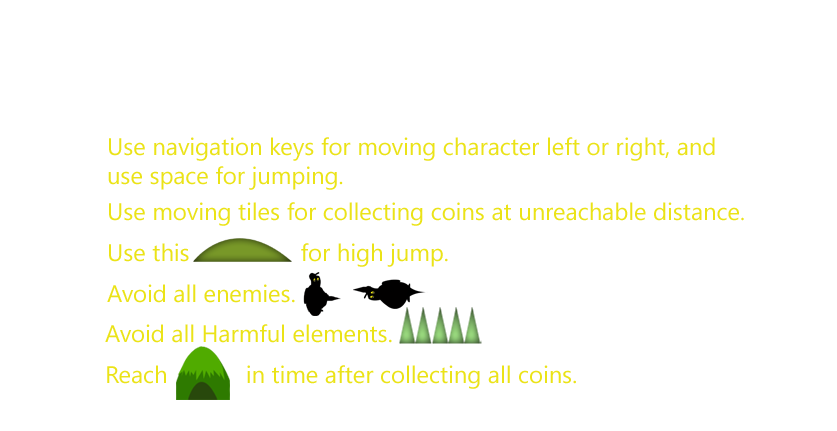 Use navigation keys for moving character left or right, and
use space for jumping.
Use moving tiles for collecting coins at unreachable distance.
Use this for high jump.
Avoid all enemies.
Avoid all Harmful elements.
Reach in time after collecting all coins.